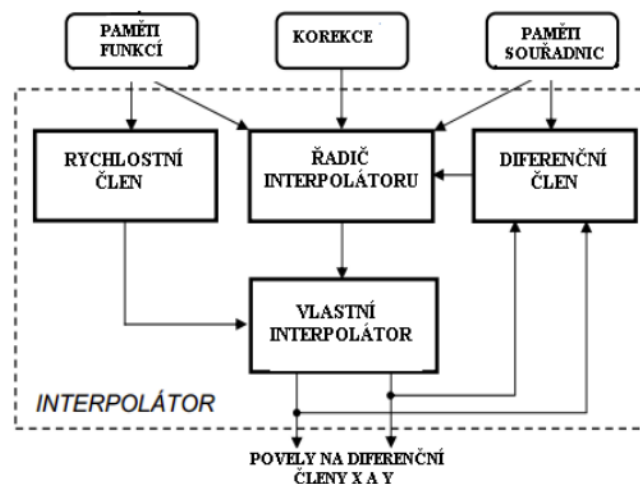 PAMĚTI
FUNKCÍ
KOREKCE
PAMĚTI
SOUŘADNIC
RYCHLOSTNÍ
ČLEN
ŘADIČ
INTERPOLÁTORU
DIFERENČNÍ
ČLEN
VLASTNÍ
INTERPOLÁTOR
INTERPOLÁTOR
POVELY NA DIFERENČNÍ
ČLENY X A Y